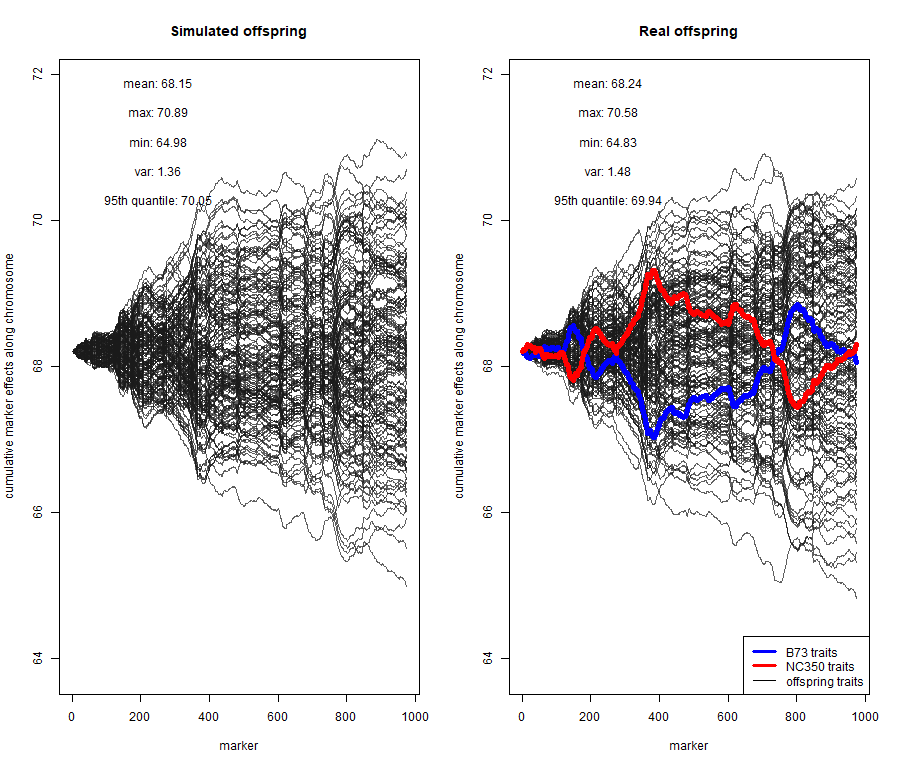 Simulated offspring
mean: 68.15
max: 70.89
min: 64.98
var: 1.36
95th quantile: 70.05
cumulative marker effects along chromosome
72
70
68
66
64
0 200 400 600 800 1000
marker
Real offspring
mean: 68.24
max: 70.58
min: 64.83
var: 1.48
95th quantile: 69.94
cumulative marker effects along chromosome
72
70
68
66
64
B73 traits
NC350 traits
offspring traits
0 200 400 600 800 1000
marker